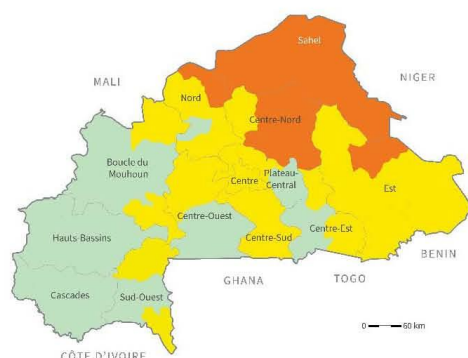 Sahel
MALI
NIGER
Nord
Centre-Nord
Boucle du
Mouhoun
Plateau-
Central
Centre
Est
Centre-Ouest
Centre-Est
Hauts-Bassins
Centre-Sud
BENIN
GHANA
TOGO
Cascades
Sud-Ouest
0 60 km
CÔTE D'IVOIRE